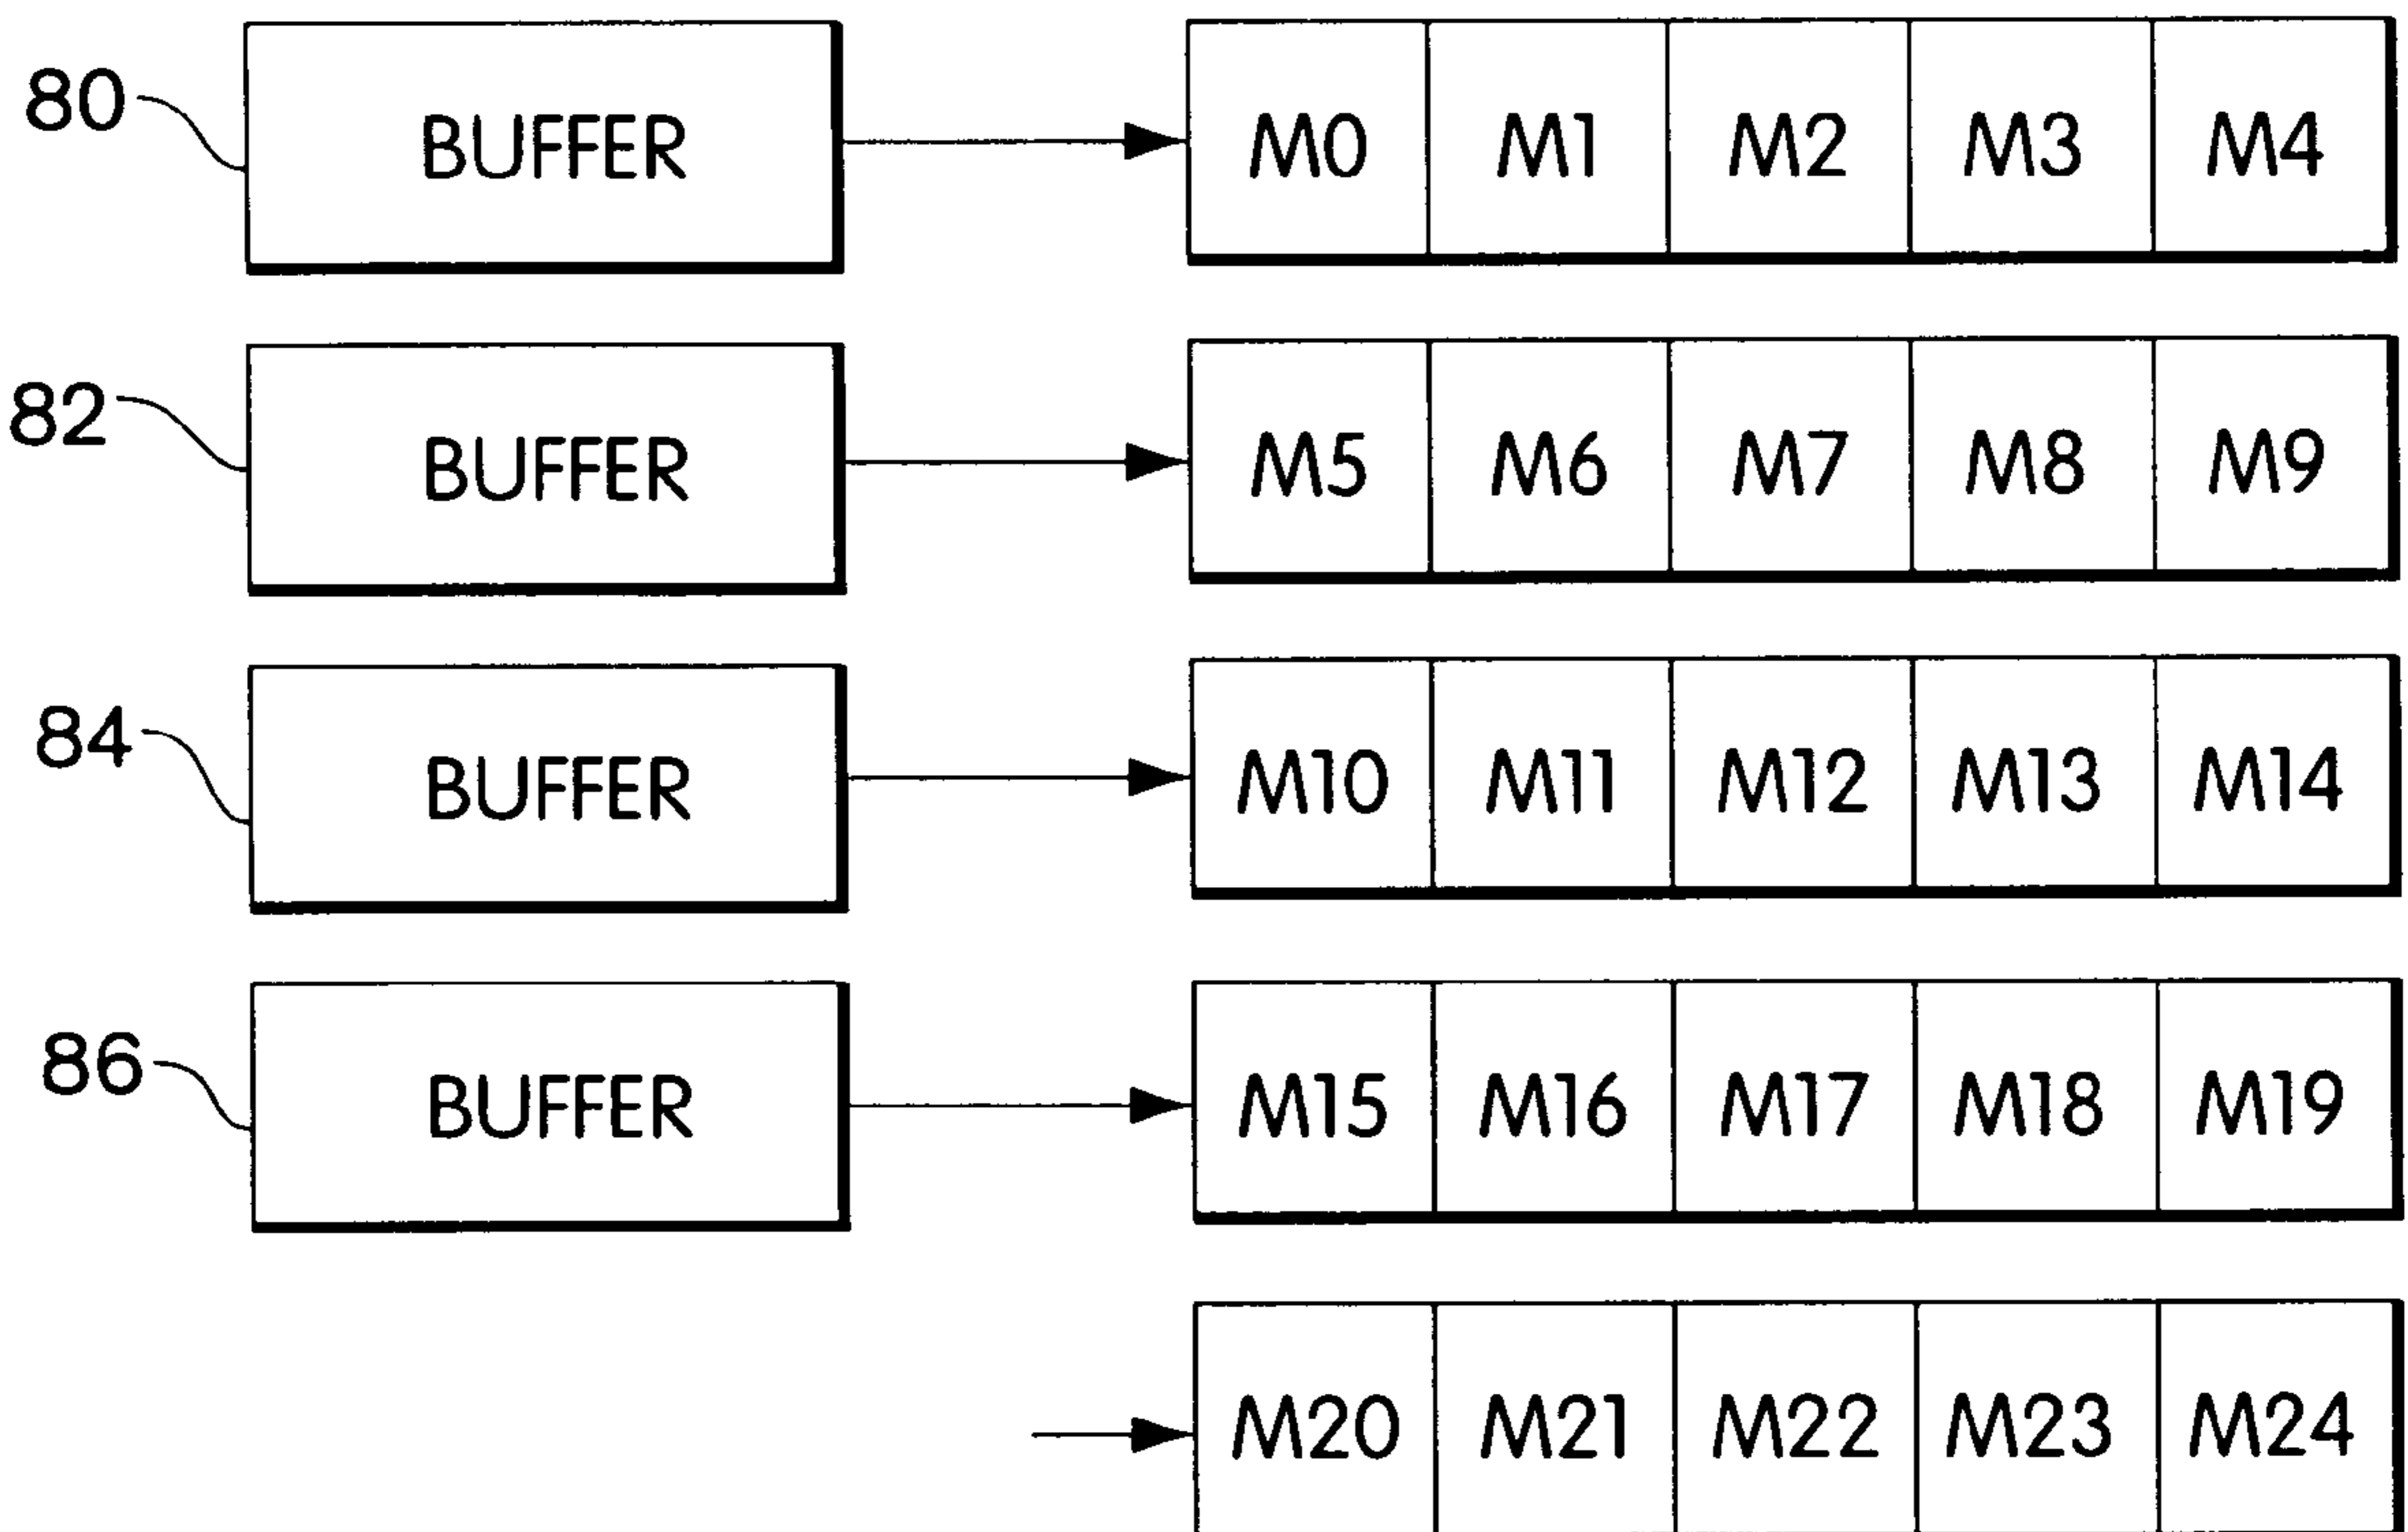 80 BUFFER M0 M1 M2 M3 M4
82 BUFFER M5 M6 M7 M8 M9
84 BUFFER M10 M11 M12 M13 M14
86 BUFFER M15 M16 M17 M18 M19
M20 M21 M22 M23 M24